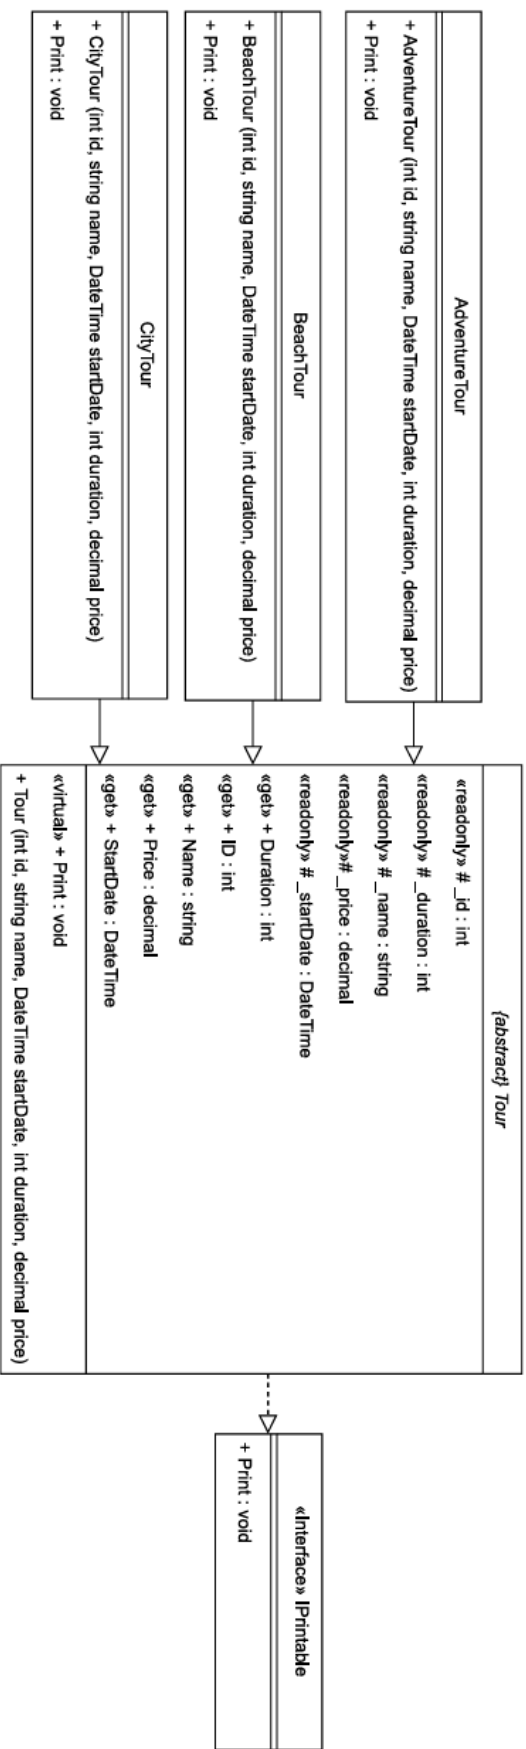 AdventureTour
+ AdventureTour (int id, string name, DateTime startDate, int duration, decimal price)
+ Print : void
BeachTour
+ BeachTour (int id, string name, DateTime startDate, int duration, decimal price)
+ Print : void
CityTour
+ CityTour (int id, string name, DateTime startDate, int duration, decimal price)
+ Print : void
{abstract} Tour
«readonly» # _id : int
«readonly» # _duration : int
«readonly» # _name : string
«readonly»# _price : decimal
«readonly» # _startDate : DateTime
«get» + Duration : int
«get» + ID : int
«get» + Name : string
«get» + Price : decimal
«get» + StartDate : DateTime
«virtual» + Print : void
+ Tour (int id, string name, DateTime startDate, int duration, decimal price)
«Interface» IPrintable
+ Print : void